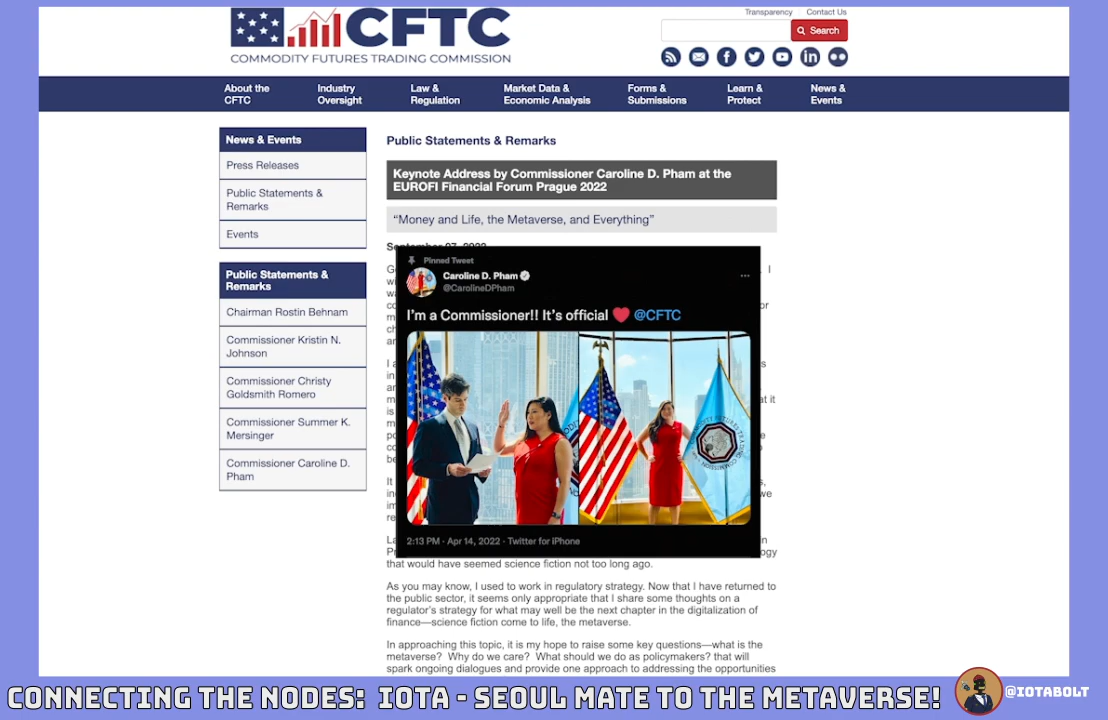 CFTC
COMMODITY FUTURES TRADING COMMISSION
Transparency
Contact Us
Search
About the
CFTC
Industry
Oversight
Law &
Regulation
Market Data &
Economic Analysis
Forms &
Submissions
Learn &
Protect
News &
Events
News & Events
Press Releases
Public Statements &
Remarks
Events
Public Statements &
Remarks
Chairman Rostin Behnam
Commissioner Kristin N.
Johnson
Commissioner Christy
Goldsmith Romero
Commissioner Summer K.
Mersinger
Commissioner Caroline D.
Pham
Public Statements & Remarks
Keynote Address by Commissioner Caroline D. Pham at the
EUROFI Financial Forum Prague 2022
“Money and Life, the Metaverse, and Everything”
Pinned Tweet
Caroline D. Pham
@CarolineDPham
I’m a Commissioner!! It’s official ❤️ @CFTC
2:13 PM · Apr 14, 2022 · Twitter for iPhone
that would have seemed science fiction not too long ago.
As you may know, I used to work in regulatory strategy. Now that I have returned to
the public sector, it seems only appropriate that I share some thoughts on a
regulator’s strategy for what may well be the next chapter in the digitalization of
finance—science fiction come to life, the metaverse.
In approaching this topic, it is my hope to raise some key questions—what is the
metaverse? Why do we care? What should we do as policymakers? that will
spark ongoing dialogues and provide one approach to addressing the opportunities
CONNECTING THE NODES: IOTA - SEOUL MATE TO THE METAVERSE!
@IOTABOLT